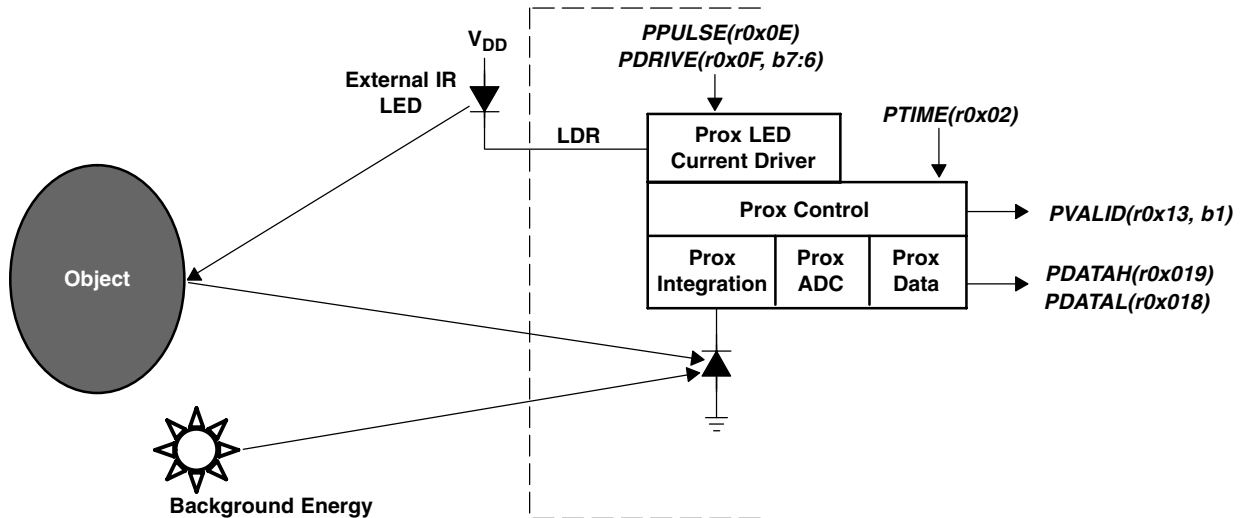 PPULSE(r0x0E)
PDRIVE(r0x0F, b7:6)
VDD
External IR
LED
PTIME(r0x02)
LDR
Prox LED
Current Driver
Prox Control
PVALID(r0x13, b1)
Prox
Integration
Prox
ADC
Prox
Data
PDATAH(r0x019)
PDATAL(r0x018)
Object
Background Energy